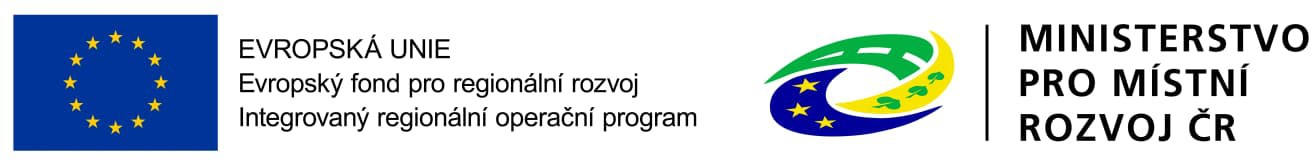 EVROPSKÁ UNIE
Evropský fond pro regionální rozvoj
Integrovaný regionální operační program
MINISTERSTVO
PRO MÍSTNÍ
ROZVOJ ČR